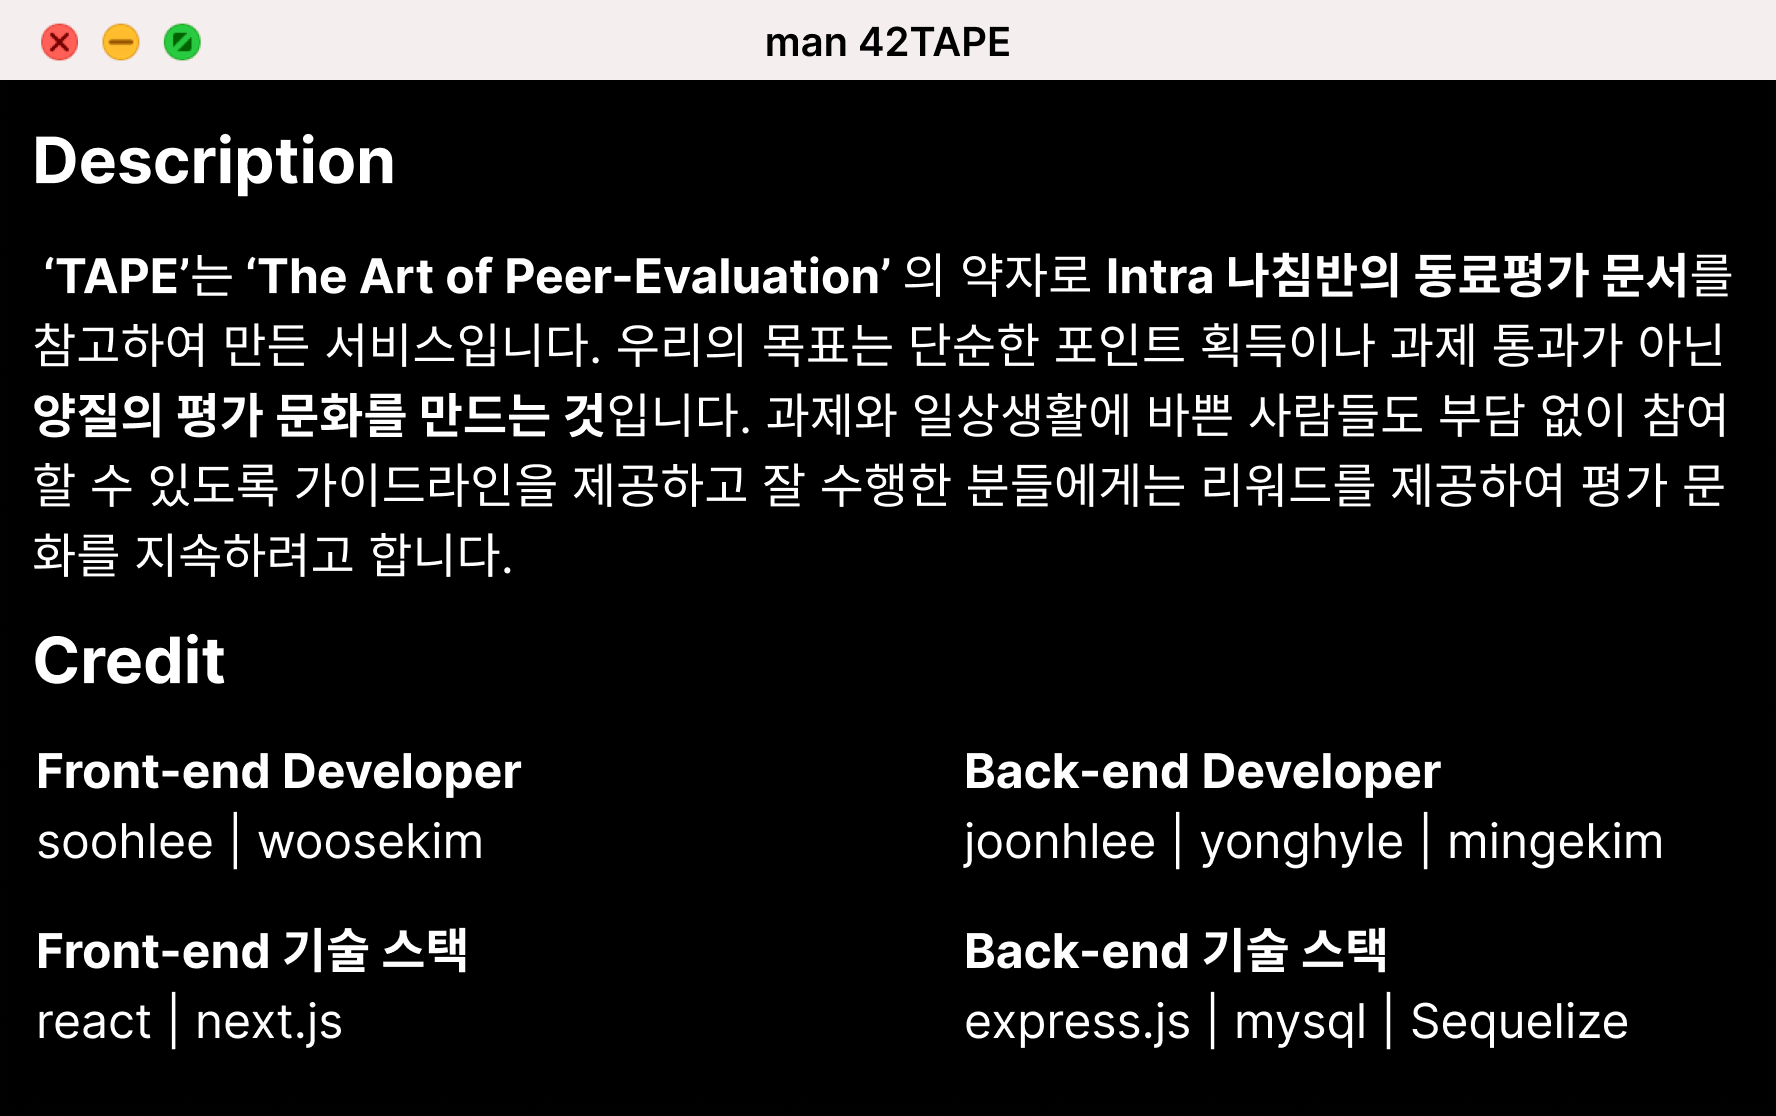 man 42TAPE
Description
‘TAPE’는 ‘The Art of Peer-Evaluation’ 의 약자로 Intra 나침반의 동료평가 문서를
참고하여 만든 서비스입니다. 우리의 목표는 단순한 포인트 획득이나 과제 통과가 아닌
양질의 평가 문화를 만드는 것입니다. 과제와 일상생활에 바쁜 사람들도 부담 없이 참여
할 수 있도록 가이드라인을 제공하고 잘 수행한 분들에게는 리워드를 제공하여 평가 문
화를 지속하려고 합니다.
Credit
Front-end Developer
soohlee | woosekim
Back-end Developer
joonhlee | yonghyle | mingekim
Front-end 기술 스택
react | next.js
Back-end 기술 스택
express.js | mysql | Sequelize